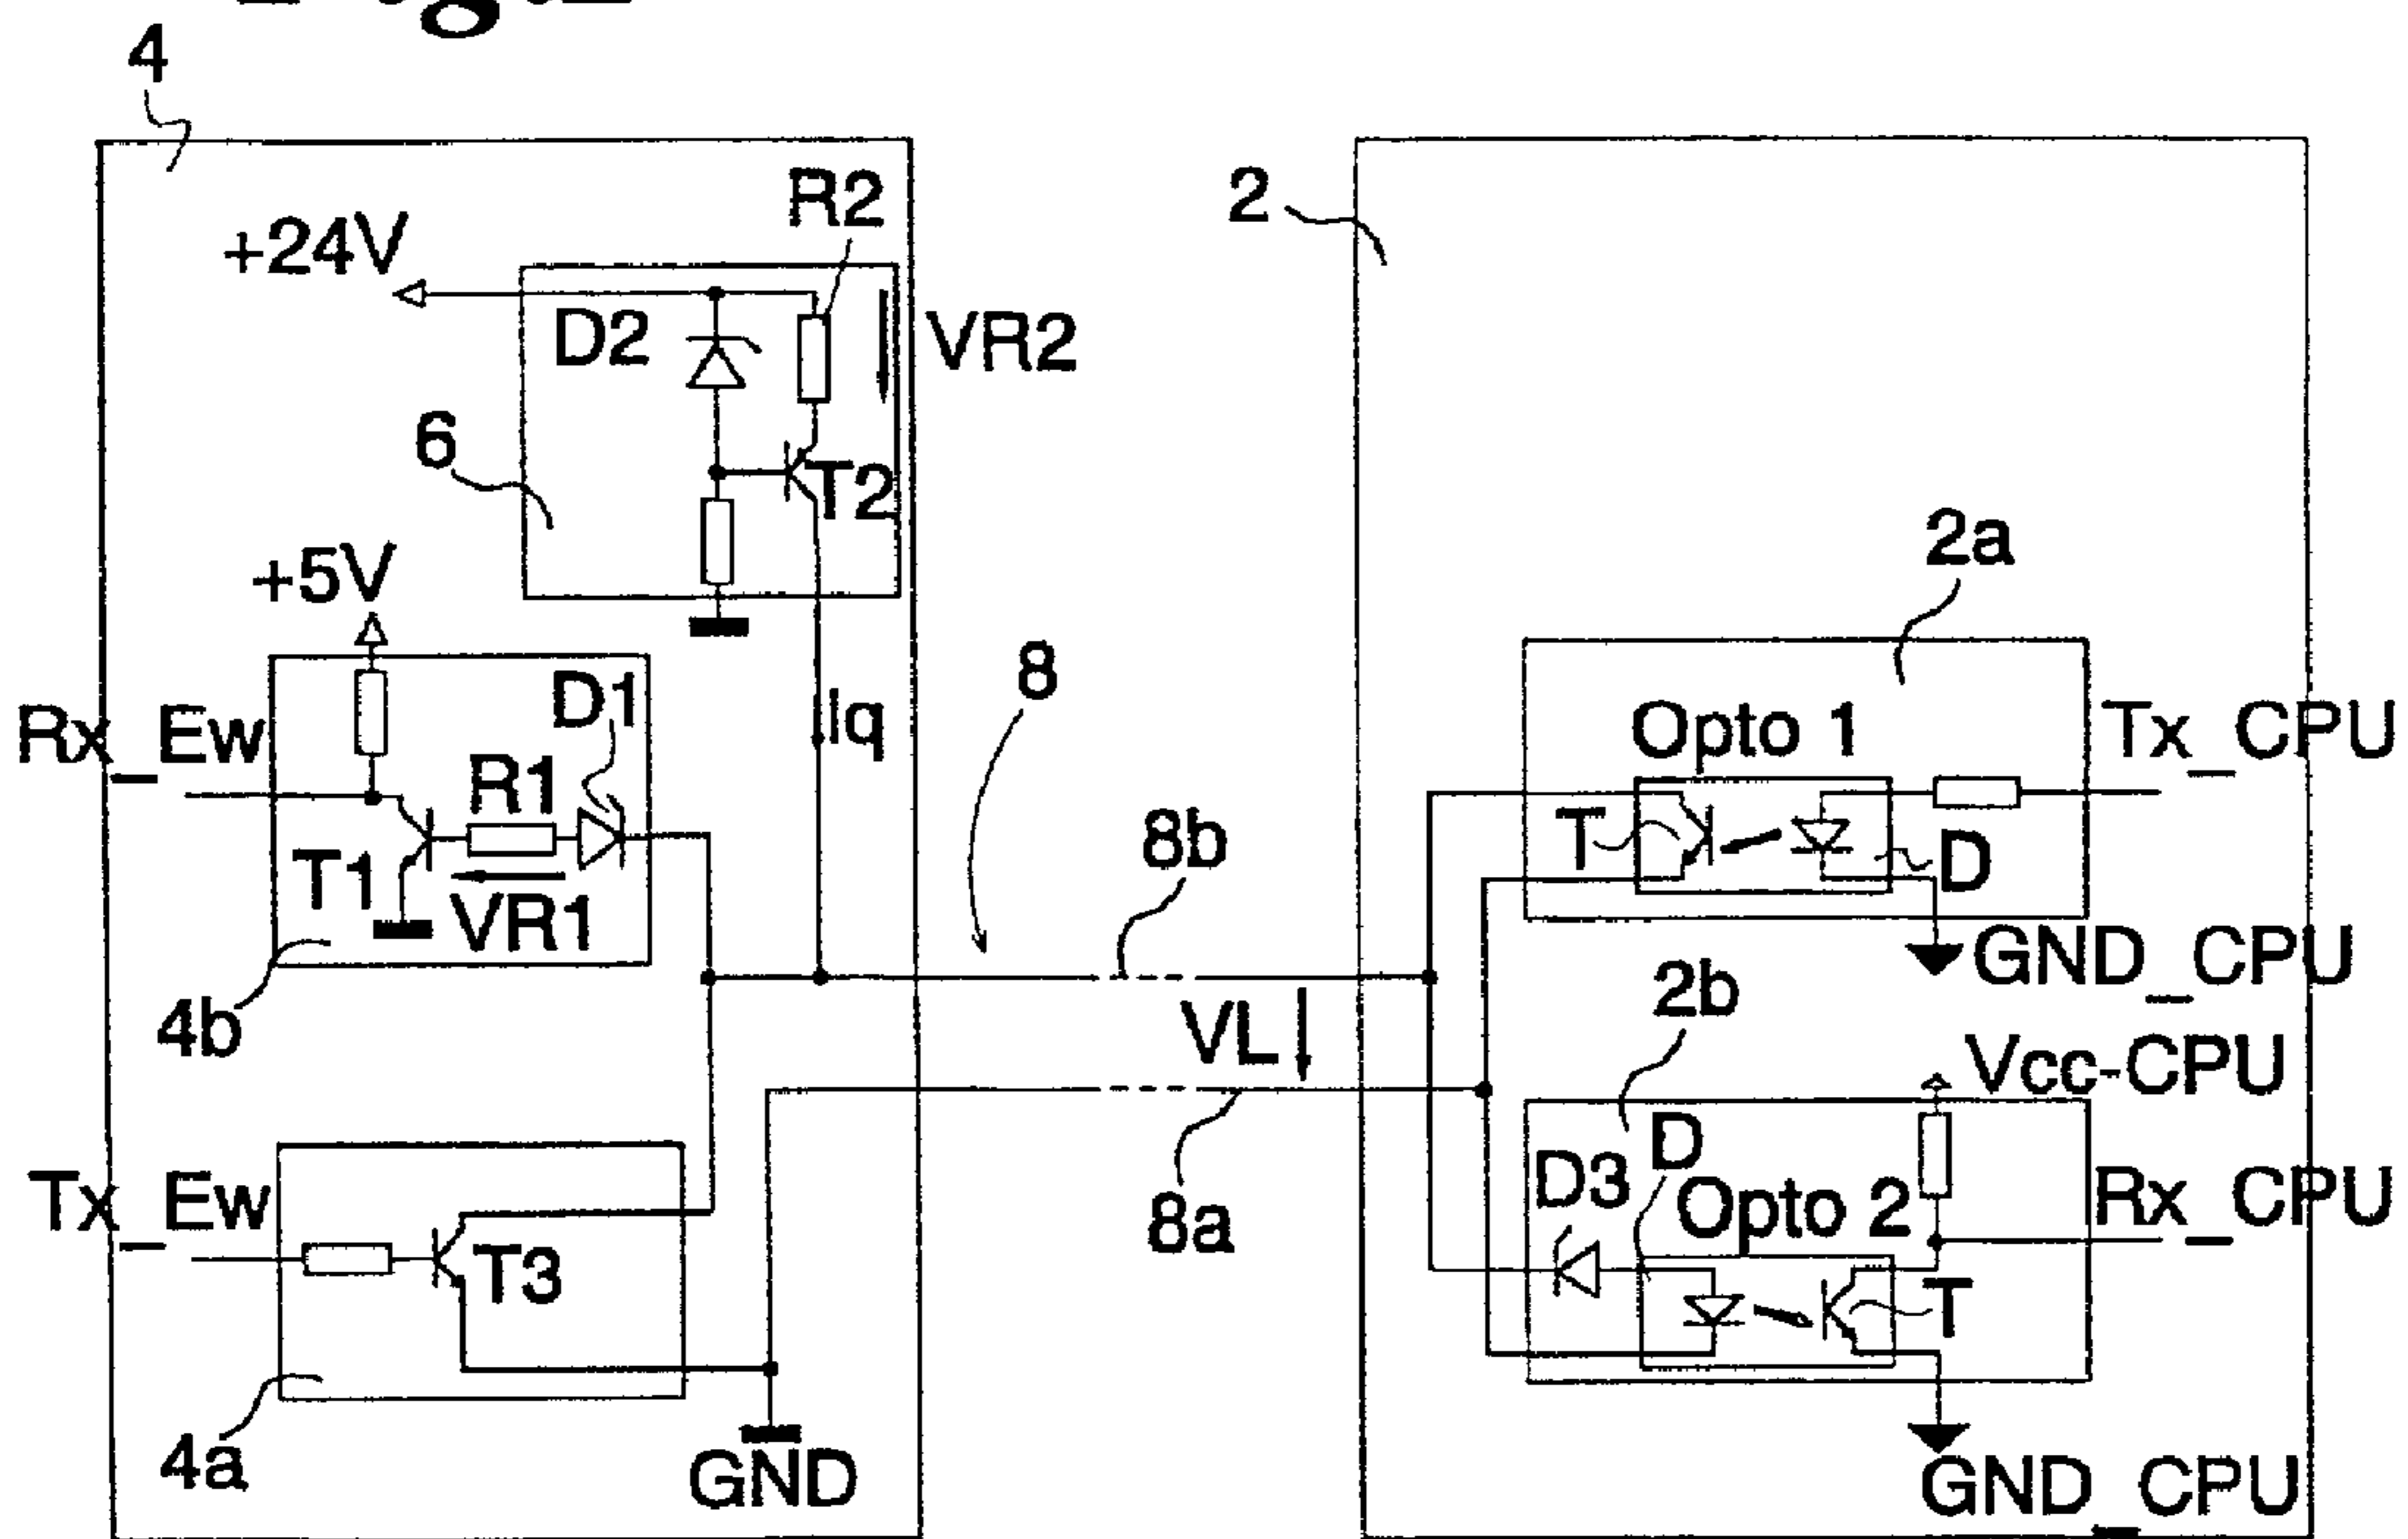 4
R2
2
+24V
D2
VR2
6
T2
2a
+5V
8
D1
Rx_Ew
Iq
Opto 1
Tx_CPU
R1
8b
T
D
T1
VR1
GND_CPU
4b
2b
VL
Vcc-CPU
D
D3
Tx_Ew
Opto 2
Rx_CPU
8a
T3
T
4a
GND
GND_CPU